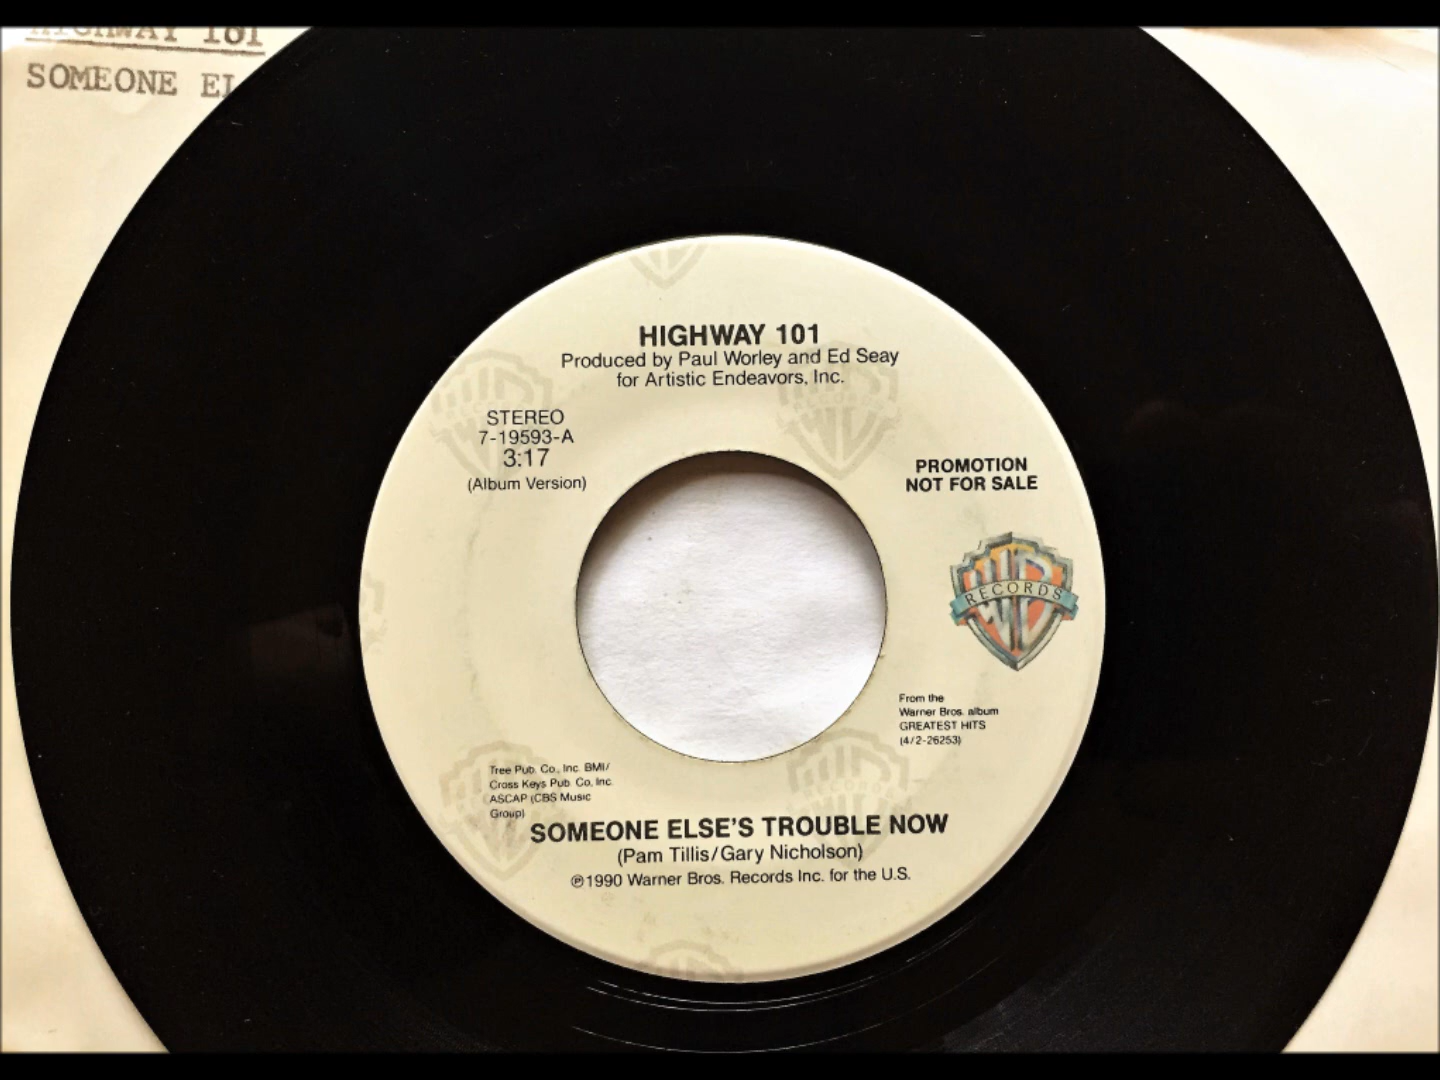 HIGHWAY 101
SOMEONE EL
HIGHWAY 101
Produced by Paul Worley and Ed Seay
for Artistic Endeavors, Inc.
STEREO
7-19593-A
3:17
(Album Version)
PROMOTION
NOT FOR SALE
RECORDS
From the
Warner Bros. album
GREATEST HITS
(4/2-26253)
Tree Pub. Co., Inc. BMI/
Cross Keys Pub. Co. Inc.
ASCAP (CBS Music
Group)
SOMEONE ELSE'S TROUBLE NOW
(Pam Tillis/Gary Nicholson)
℗1990 Warner Bros. Records Inc. for the U.S.